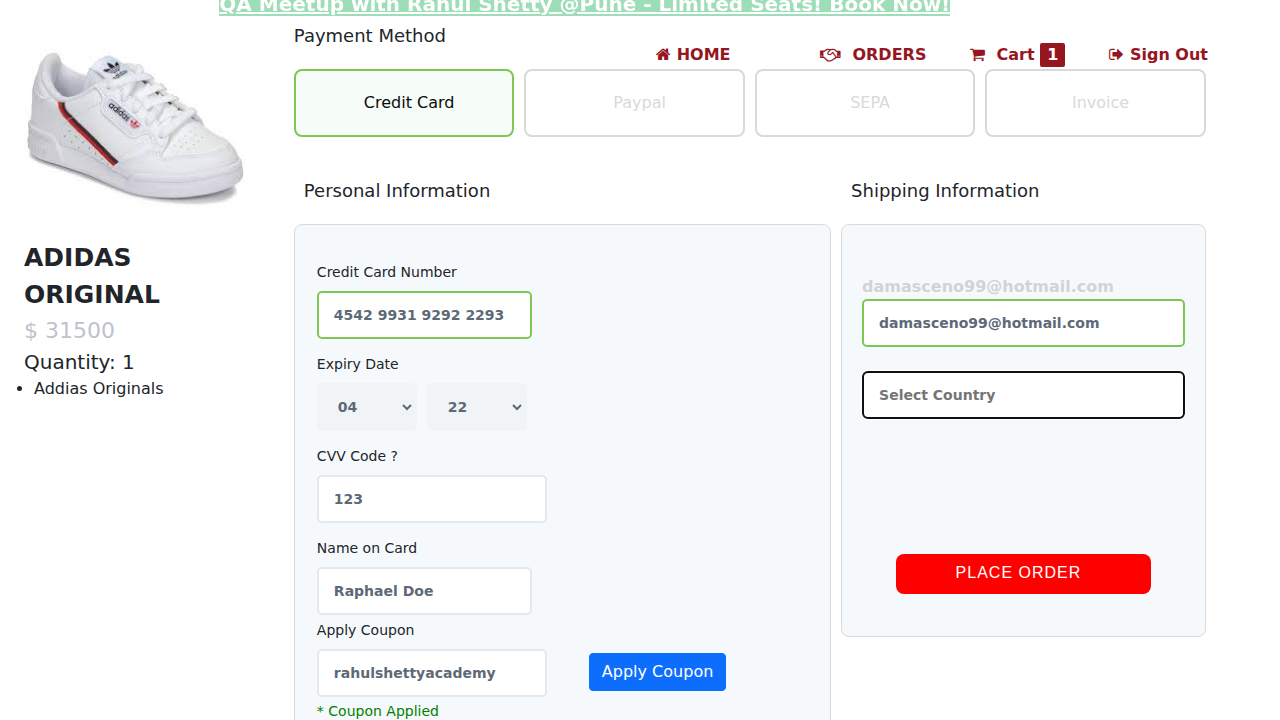 QA Meetup with Rahul Shetty @Pune - Limited Seats! Book Now!
Payment Method
HOME
ORDERS
Cart 1
Sign Out
Credit Card
Paypal
SEPA
Invoice
adidas
Personal Information
Shipping Information
ADIDAS
ORIGINAL
$ 31500
Quantity: 1
Addias Originals
Credit Card Number
4542 9931 9292 2293
Expiry Date
04
22
CVV Code ?
123
Name on Card
Raphael Doe
Apply Coupon
rahulshettyacademy
Apply Coupon
* Coupon Applied
damasceno99@hotmail.com
damasceno99@hotmail.com
Select Country
PLACE ORDER